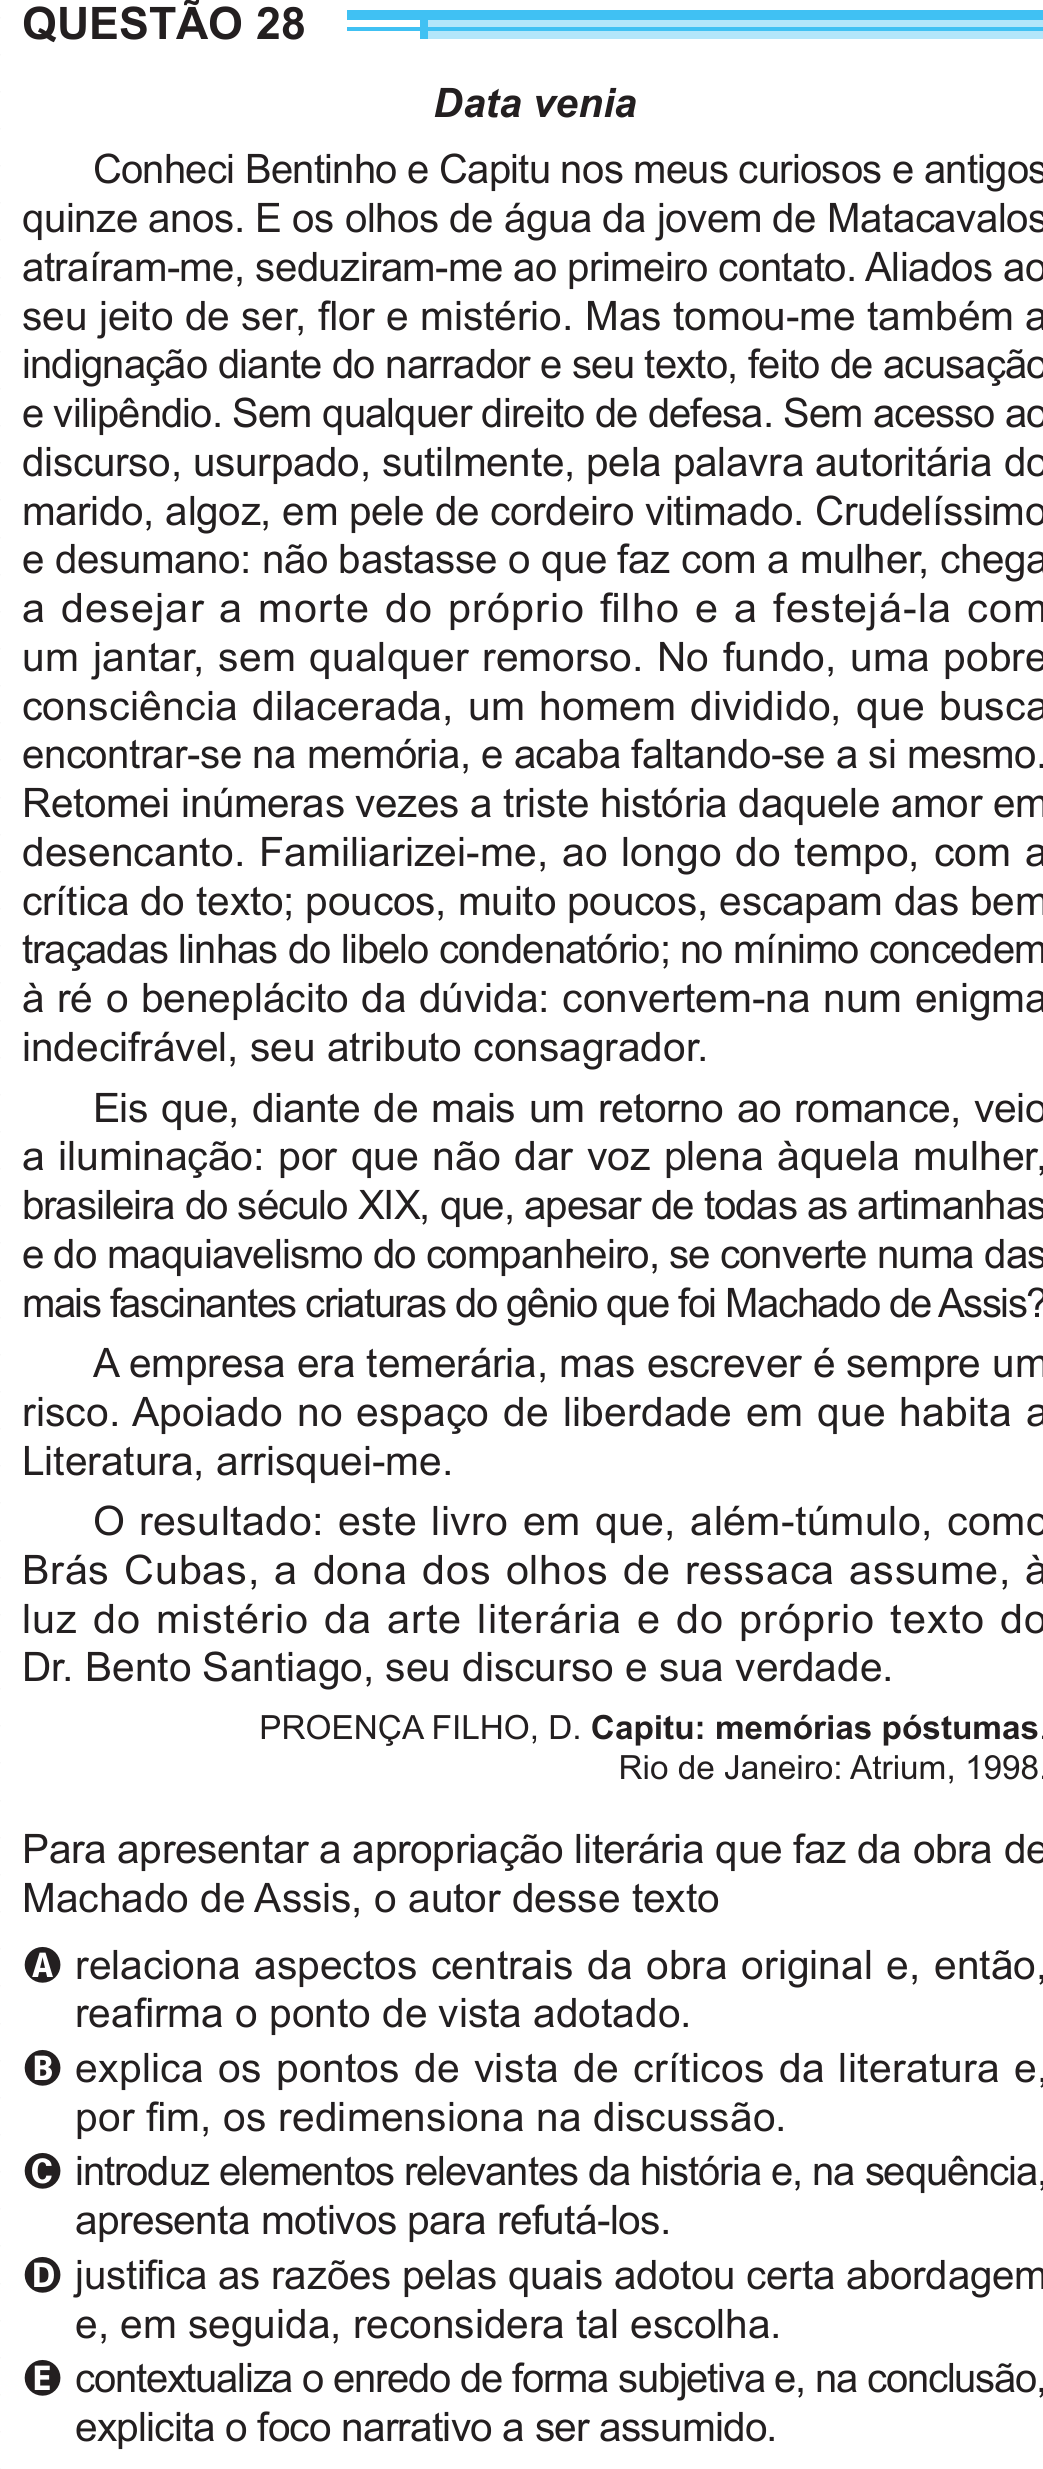 QUESTÃO 28
Data venia
Conheci Bentinho e Capitu nos meus curiosos e antigos
quinze anos. E os olhos de água da jovem de Matacavalos
atraíram-me, seduziram-me ao primeiro contato. Aliados ao
seu jeito de ser, flor e mistério. Mas tomou-me também a
indignação diante do narrador e seu texto, feito de acusação
e vilipêndio. Sem qualquer direito de defesa. Sem acesso ao
discurso, usurpado, sutilmente, pela palavra autoritária do
marido, algoz, em pele de cordeiro vitimado. Crudelíssimo
e desumano: não bastasse o que faz com a mulher, chega
a desejar a morte do próprio filho e a festejá-la com
um jantar, sem qualquer remorso. No fundo, uma pobre
consciência dilacerada, um homem dividido, que busca
encontrar-se na memória, e acaba faltando-se a si mesmo.
Retomei inúmeras vezes a triste história daquele amor em
desencanto. Familiarizei-me, ao longo do tempo, com a
crítica do texto; poucos, muito poucos, escapam das bem
traçadas linhas do libelo condenatório; no mínimo concedem
à ré o beneplácito da dúvida: convertem-na num enigma
indecifrável, seu atributo consagrador.
Eis que, diante de mais um retorno ao romance, veio
a iluminação: por que não dar voz plena àquela mulher,
brasileira do século XIX, que, apesar de todas as artimanhas
e do maquiavelismo do companheiro, se converte numa das
mais fascinantes criaturas do gênio que foi Machado de Assis?
A empresa era temerária, mas escrever é sempre um
risco. Apoiado no espaço de liberdade em que habita a
Literatura, arrisquei-me.
O resultado: este livro em que, além-túmulo, como
Brás Cubas, a dona dos olhos de ressaca assume, à
luz do mistério da arte literária e do próprio texto do
Dr. Bento Santiago, seu discurso e sua verdade.
PROENÇA FILHO, D. Capitu: memórias póstumas.
Rio de Janeiro: Atrium, 1998.
Para apresentar a apropriação literária que faz da obra de
Machado de Assis, o autor desse texto
A relaciona aspectos centrais da obra original e, então,
reafirma o ponto de vista adotado.
B explica os pontos de vista de críticos da literatura e,
por fim, os redimensiona na discussão.
C introduz elementos relevantes da história e, na sequência,
apresenta motivos para refutá-los.
D justifica as razões pelas quais adotou certa abordagem
e, em seguida, reconsidera tal escolha.
E contextualiza o enredo de forma subjetiva e, na conclusão,
explicita o foco narrativo a ser assumido.